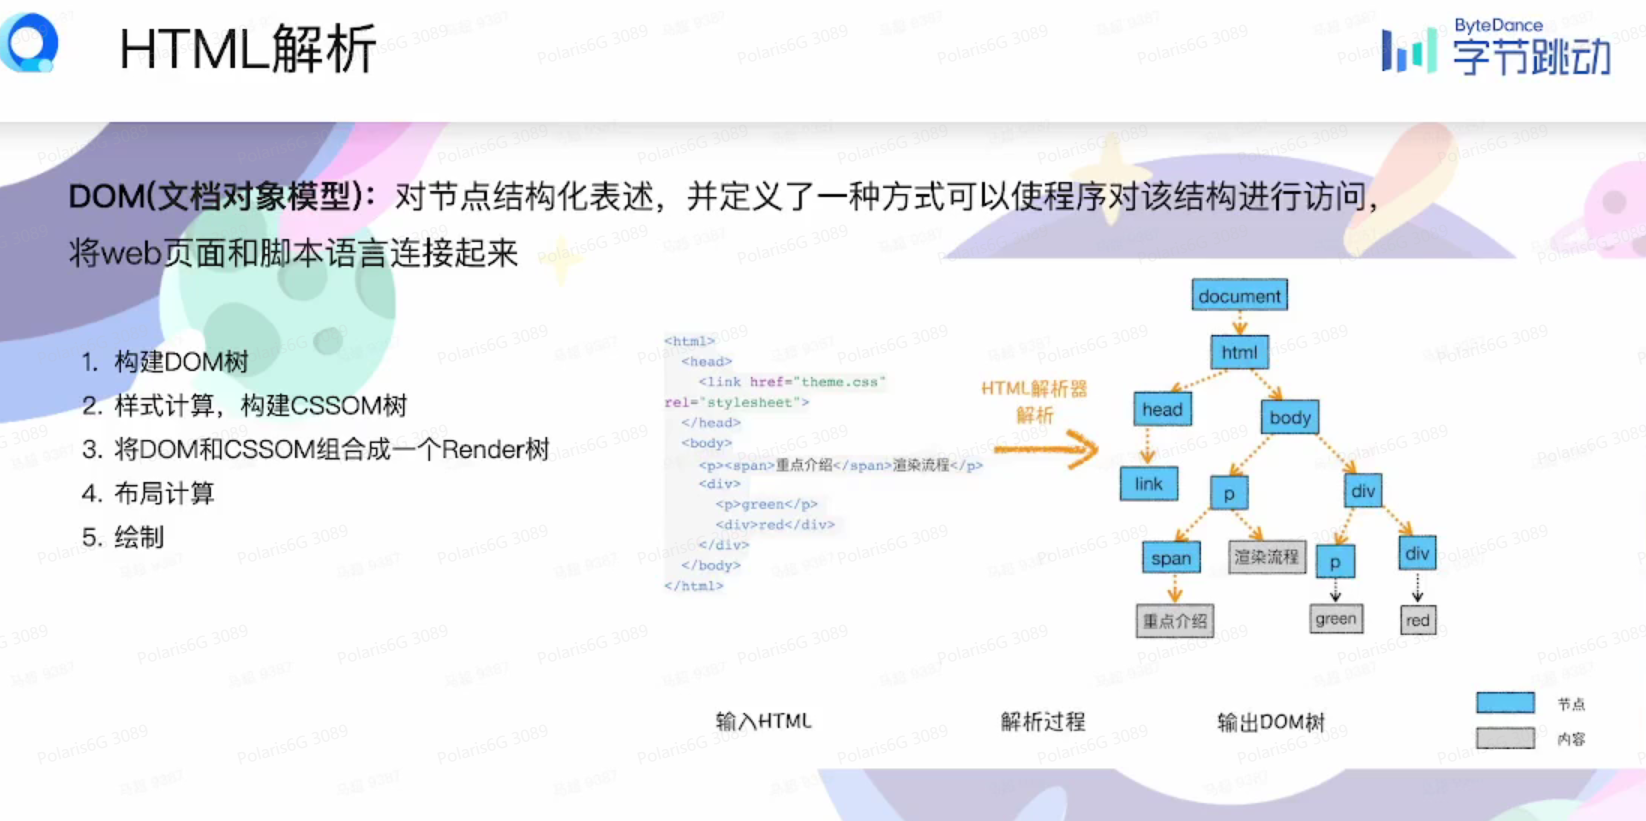 HTML解析
ByteDance
字节跳动
DOM(文档对象模型)：对节点结构化表述，并定义了一种方式可以使程序对该结构进行访问，
将web页面和脚本语言连接起来
1. 构建DOM树
2. 样式计算，构建CSSOM树
3. 将DOM和CSSOM组合成一个Render树
4. 布局计算
5. 绘制
<html>
<head>
<link href="theme.css"
rel="stylesheet">
</head>
<body>
<p><span>重点介绍</span>渲染流程</p>
<div>
<p>green</p>
<div>red</div>
</div>
</body>
</html>
HTML解析器
解析
document
html
head
body
link
p
div
span
渲染流程
p
div
重点介绍
green
red
输入HTML
解析过程
输出DOM树
节点
内容
Polaris6G 3089
马超 9387